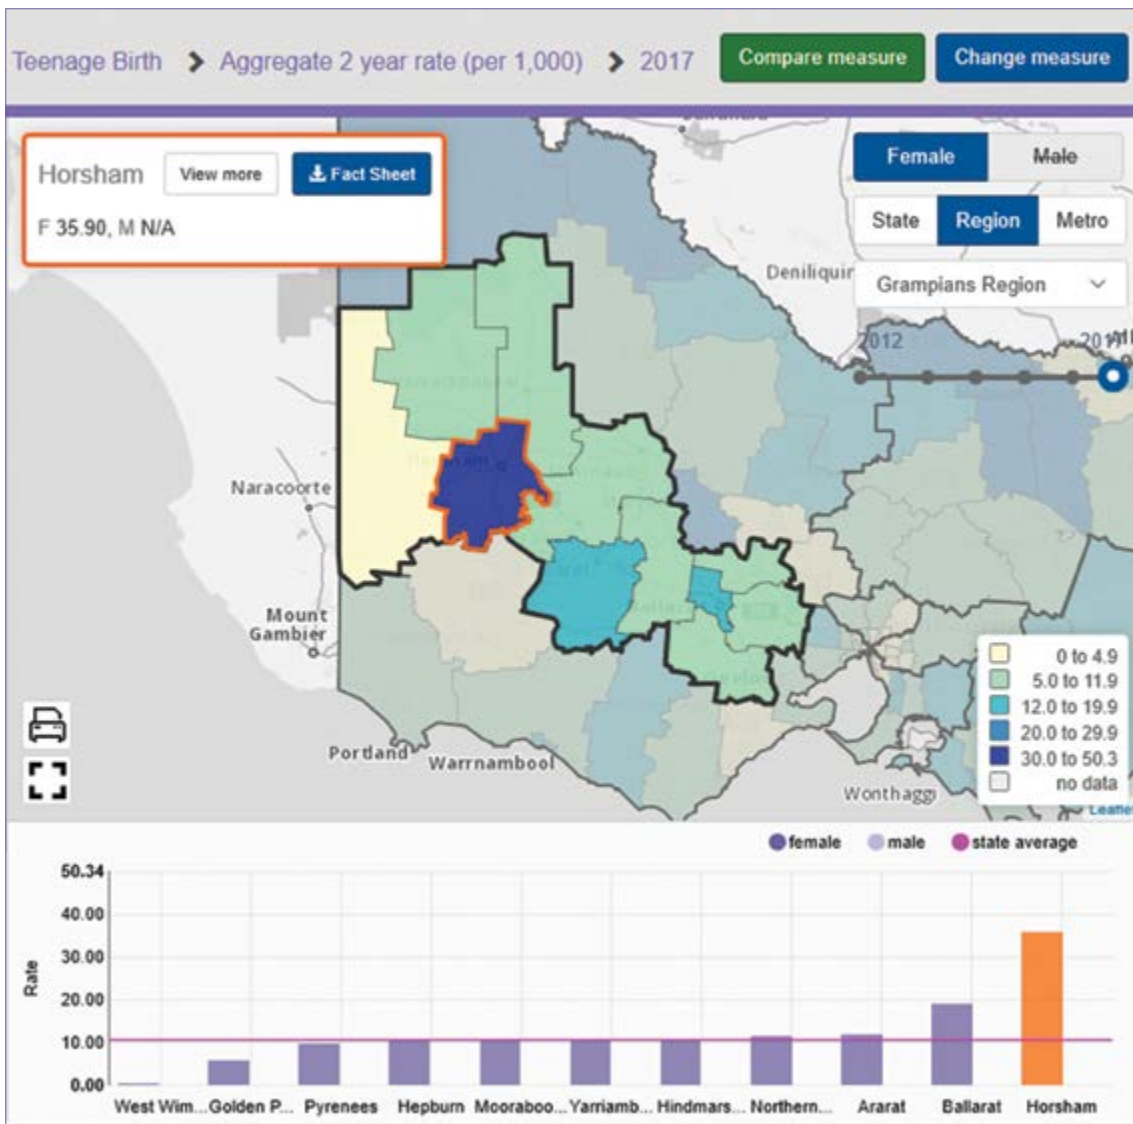 Teenage Birth > Aggregate 2 year rate (per 1,000) > 2017
Compare measure
Change measure
Horsham
View more
Fact Sheet
F 35.90, M N/A
Female
Male
State
Region
Metro
Deniliquin
Grampians Region
2012
Naracoorte
Mount
Gambier
0 to 4.9
5.0 to 11.9
12.0 to 19.9
20.0 to 29.9
30.0 to 50.3
no data
Portland
Warrnambool
Wonthaggi
female
male
state average
50.34
40.00
30.00
20.00
10.00
0.00
Rate
West Wim...
Golden P...
Pyrenees
Hepburn
Mooraboo...
Yarriamb...
Hindmars...
Northern...
Ararat
Ballarat
Horsham